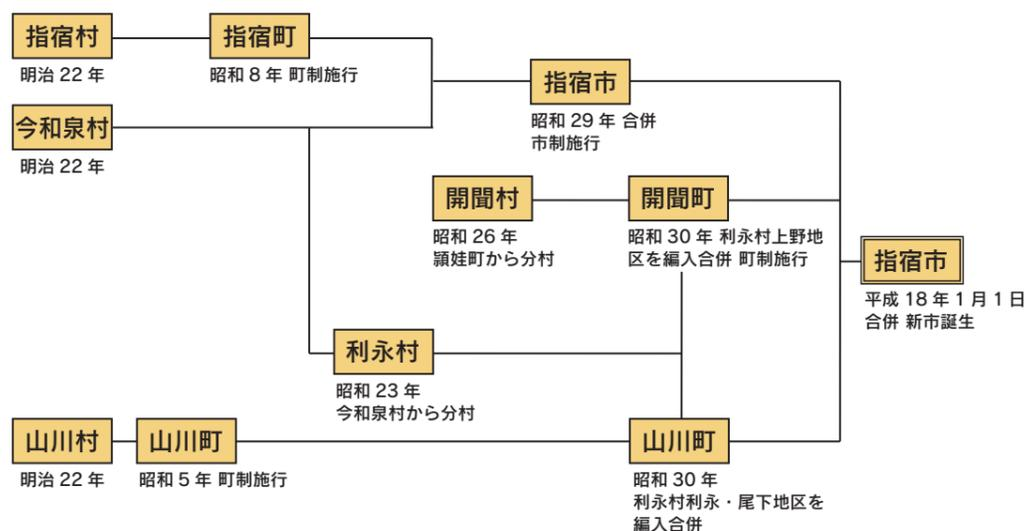 指宿村
明治 22 年
指宿町
昭和 8 年 町制施行
今和泉村
明治 22 年
指宿市
昭和 29 年 合併
市制施行
開聞村
昭和 26 年
頴娃町から分村
開聞町
昭和 30 年 利永村上野地
区を編入合併 町制施行
指宿市
平成 18 年 1 月 1 日
合併 新市誕生
利永村
昭和 23 年
今和泉村から分村
山川村
明治 22 年
山川町
昭和 5 年 町制施行
山川町
昭和 30 年
利永村利永・尾下地区を
編入合併